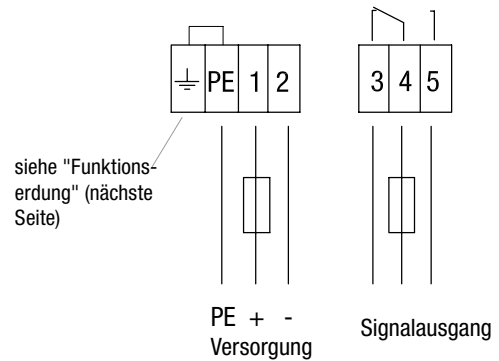 PE 1 2 3 4 5
siehe "Funktions-
erdung" (nächste
Seite)
PE + -
Versorgung
Signalausgang